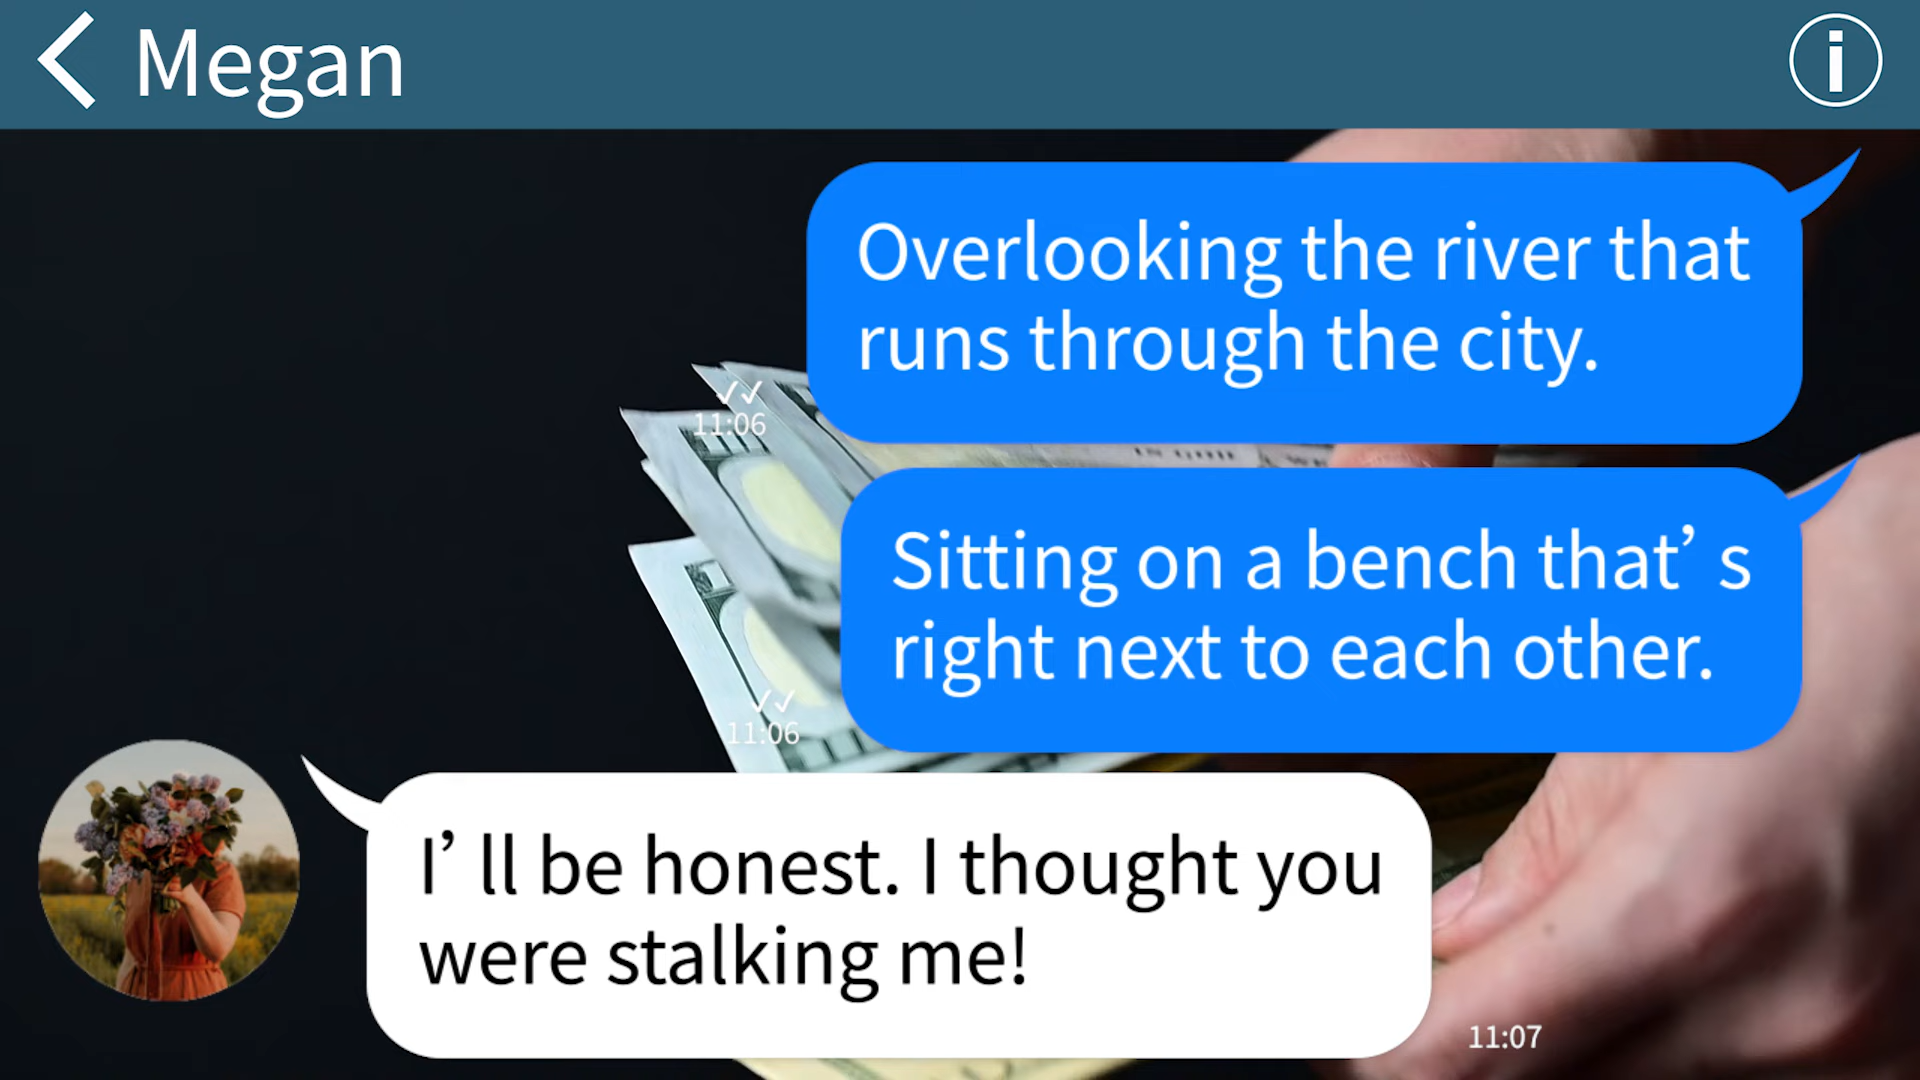 Megan
Overlooking the river that
runs through the city.
11:06
Sitting on a bench that’s
right next to each other.
11:06
I’ll be honest. I thought you
were stalking me!
11:07